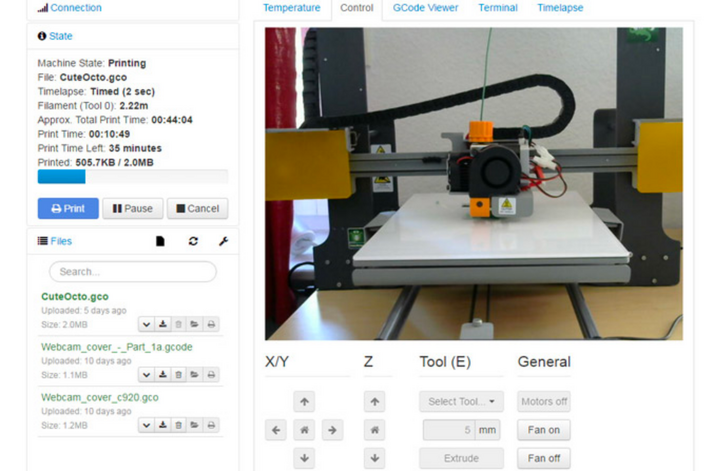 Connection
State
Machine State: Printing
File: CuteOcto.gco
Timelapse: Timed (2 sec)
Filament (Tool 0): 2.22m
Approx. Total Print Time: 00:44:04
Print Time: 00:10:49
Print Time Left: 35 minutes
Printed: 505.7KB / 2.0MB
Print Pause Cancel
Files
Search...
CuteOcto.gco
Uploaded: 5 days ago
Size: 2.0MB
Webcam_cover_-_Part_1a.gcode
Uploaded: 10 days ago
Size: 1.1MB
Webcam_cover_c920.gco
Uploaded: 10 days ago
Size: 1.2MB
Temperature Control GCode Viewer Terminal Timelapse
X/Y Z Tool (E) General
Select Tool... Motors off
5 mm Fan on
Extrude Fan off